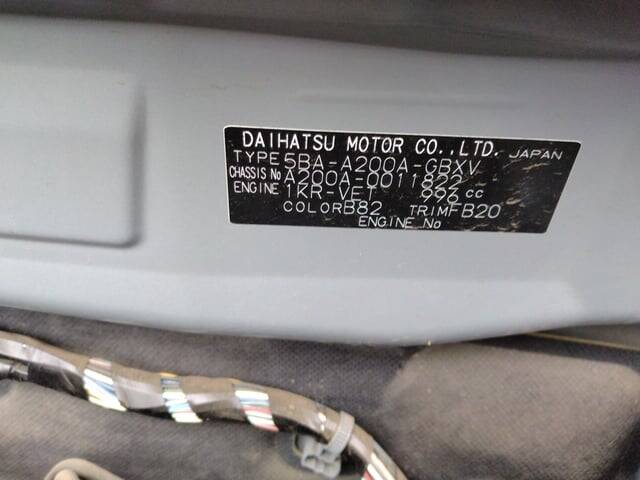 DAIHATSU MOTOR CO.,LTD. JAPAN
TYPE 5BA-A200A-GBXV
CHASSIS No A200A-0011822
ENGINE 1KR-VET 996 cc
COLOR B82 TRIM FB20
ENGINE No